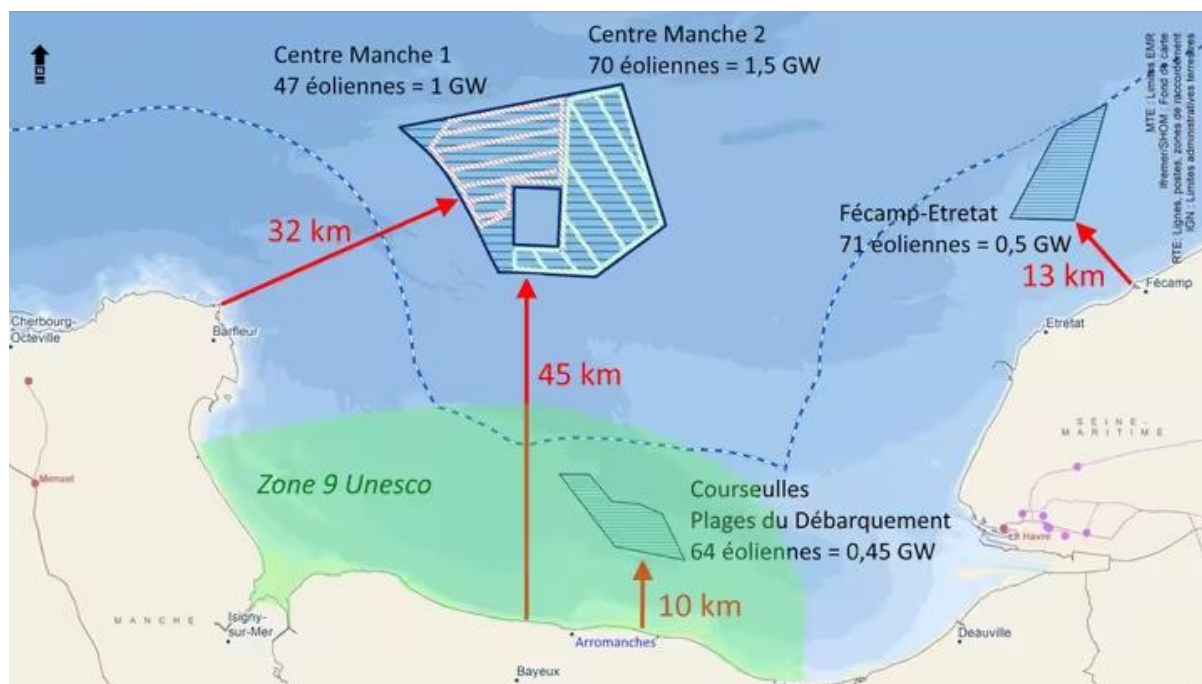 Centre Manche 1
47 éoliennes = 1 GW
Centre Manche 2
70 éoliennes = 1,5 GW
MTE : Limites EMR
Ifremer/SHOM : Fond de carte
RTE: Lignes, postes, zones de raccordement
IGN : Limites administratives terrestres
32 km
Fécamp-Etretat
71 éoliennes = 0,5 GW
13 km
Fécamp
Cherbourg-
Octeville
Barfleur
Etretat
45 km
SEINE-
MARITIME
Zone 9 Unesco
Menuel
Courseulles
Plages du Débarquement
64 éoliennes = 0,45 GW
Le Havre
10 km
MANCHE
Isigny-
sur-Mer
Arromanches
Deauville
Bayeux